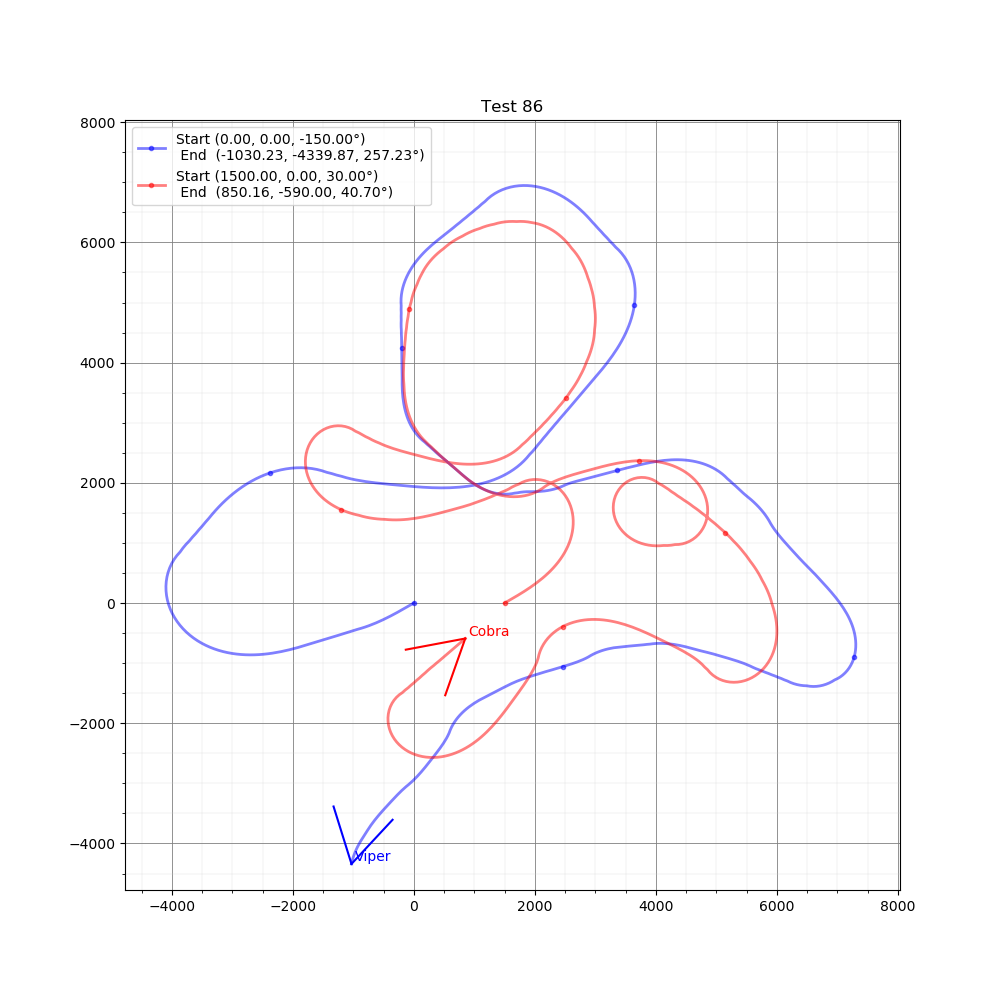 Test 86
Start (0.00, 0.00, -150.00°)
End (-1030.23, -4339.87, 257.23°)
Start (1500.00, 0.00, 30.00°)
End (850.16, -590.00, 40.70°)
8000
6000
4000
2000
0
−2000
−4000
Cobra
Viper
−4000 −2000 0 2000 4000 6000 8000